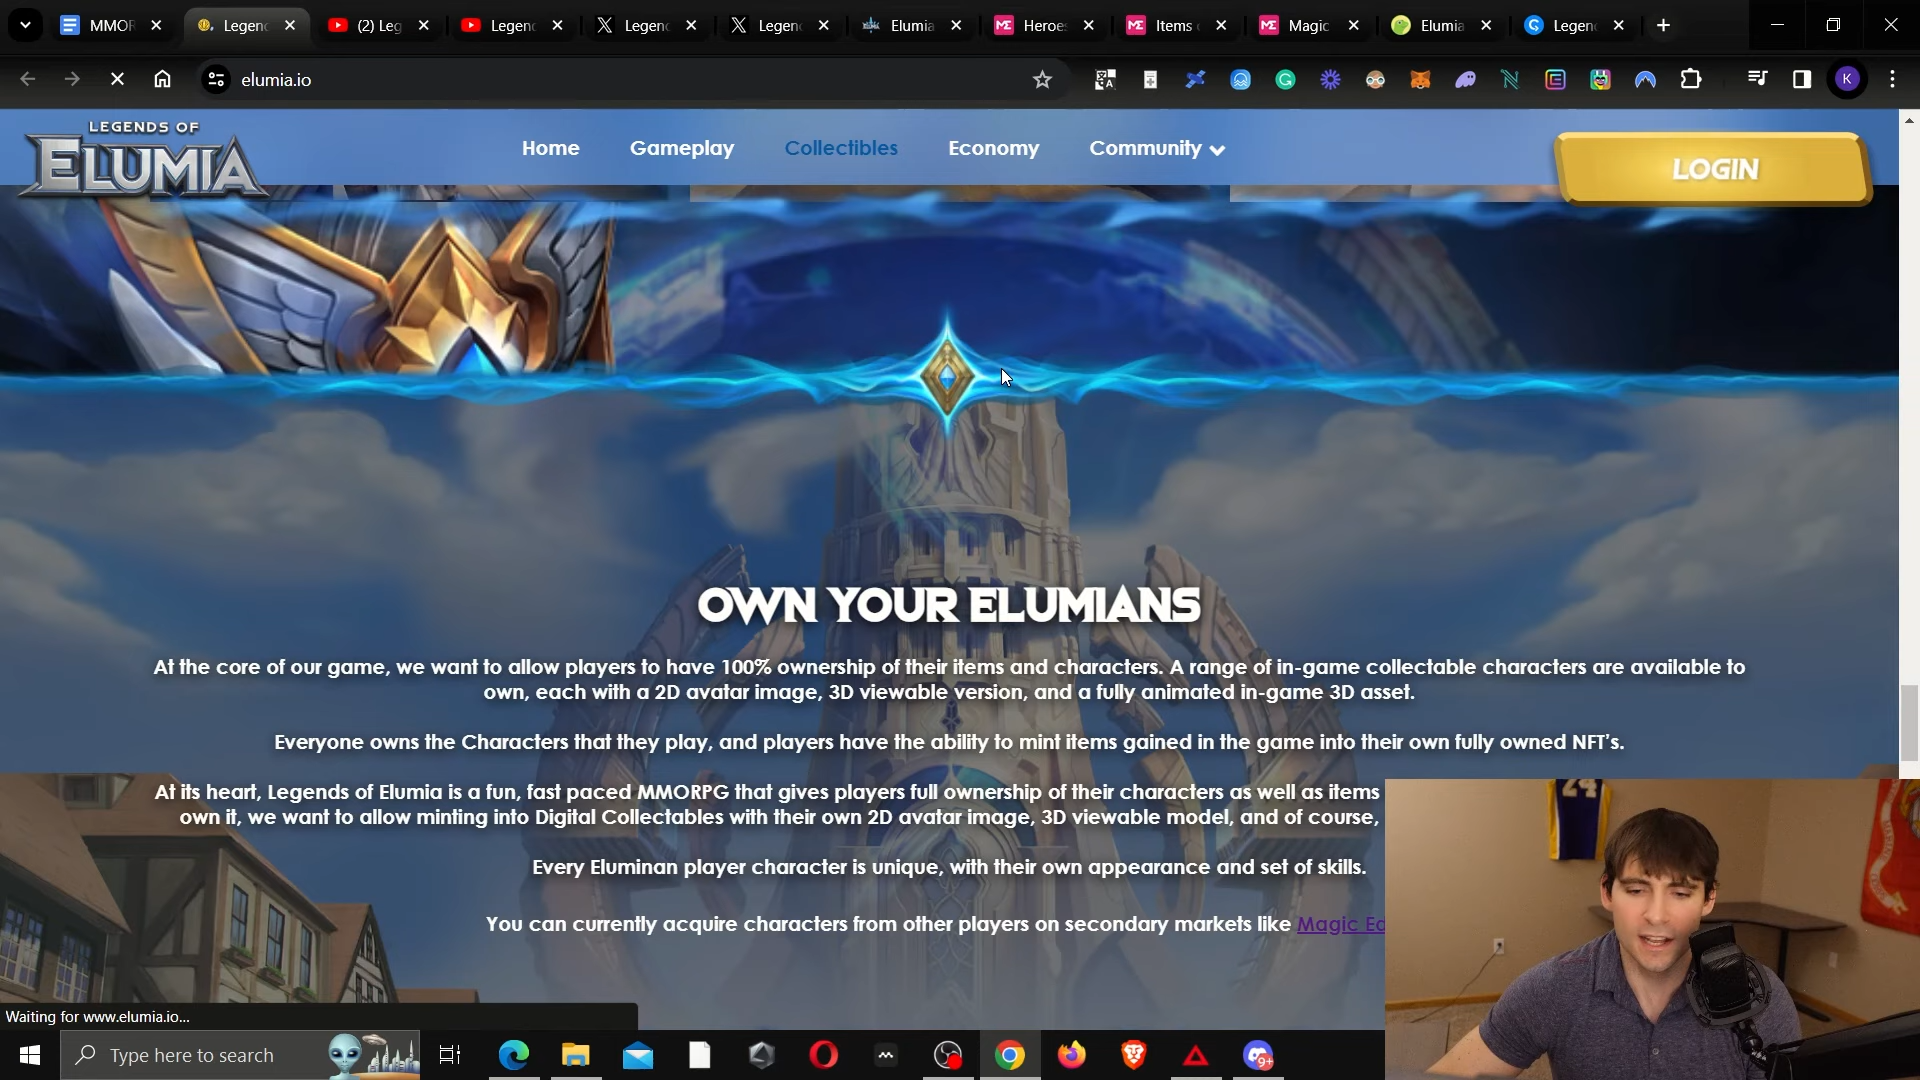 MMOR
Legen
(2) Leg
Legen
Legen
Legen
Elumia
Heroe
Items
Magic
Elumia
Legen
elumia.io
K
LEGENDS OF
ELUMIA
Home
Gameplay
Collectibles
Economy
Community
LOGIN
OWN YOUR ELUMIANS
At the core of our game, we want to allow players to have 100% ownership of their items and characters. A range of in-game collectable characters are available to
own, each with a 2D avatar image, 3D viewable version, and a fully animated in-game 3D asset.
Everyone owns the Characters that they play, and players have the ability to mint items gained in the game into their own fully owned NFT's.
At its heart, Legends of Elumia is a fun, fast paced MMORPG that gives players full ownership of their characters as well as items
own it, we want to allow minting into Digital Collectables with their own 2D avatar image, 3D viewable model, and of course,
Every Eluminan player character is unique, with their own appearance and set of skills.
You can currently acquire characters from other players on secondary markets like Magic Ed
24
Waiting for www.elumia.io...
Type here to search
9+